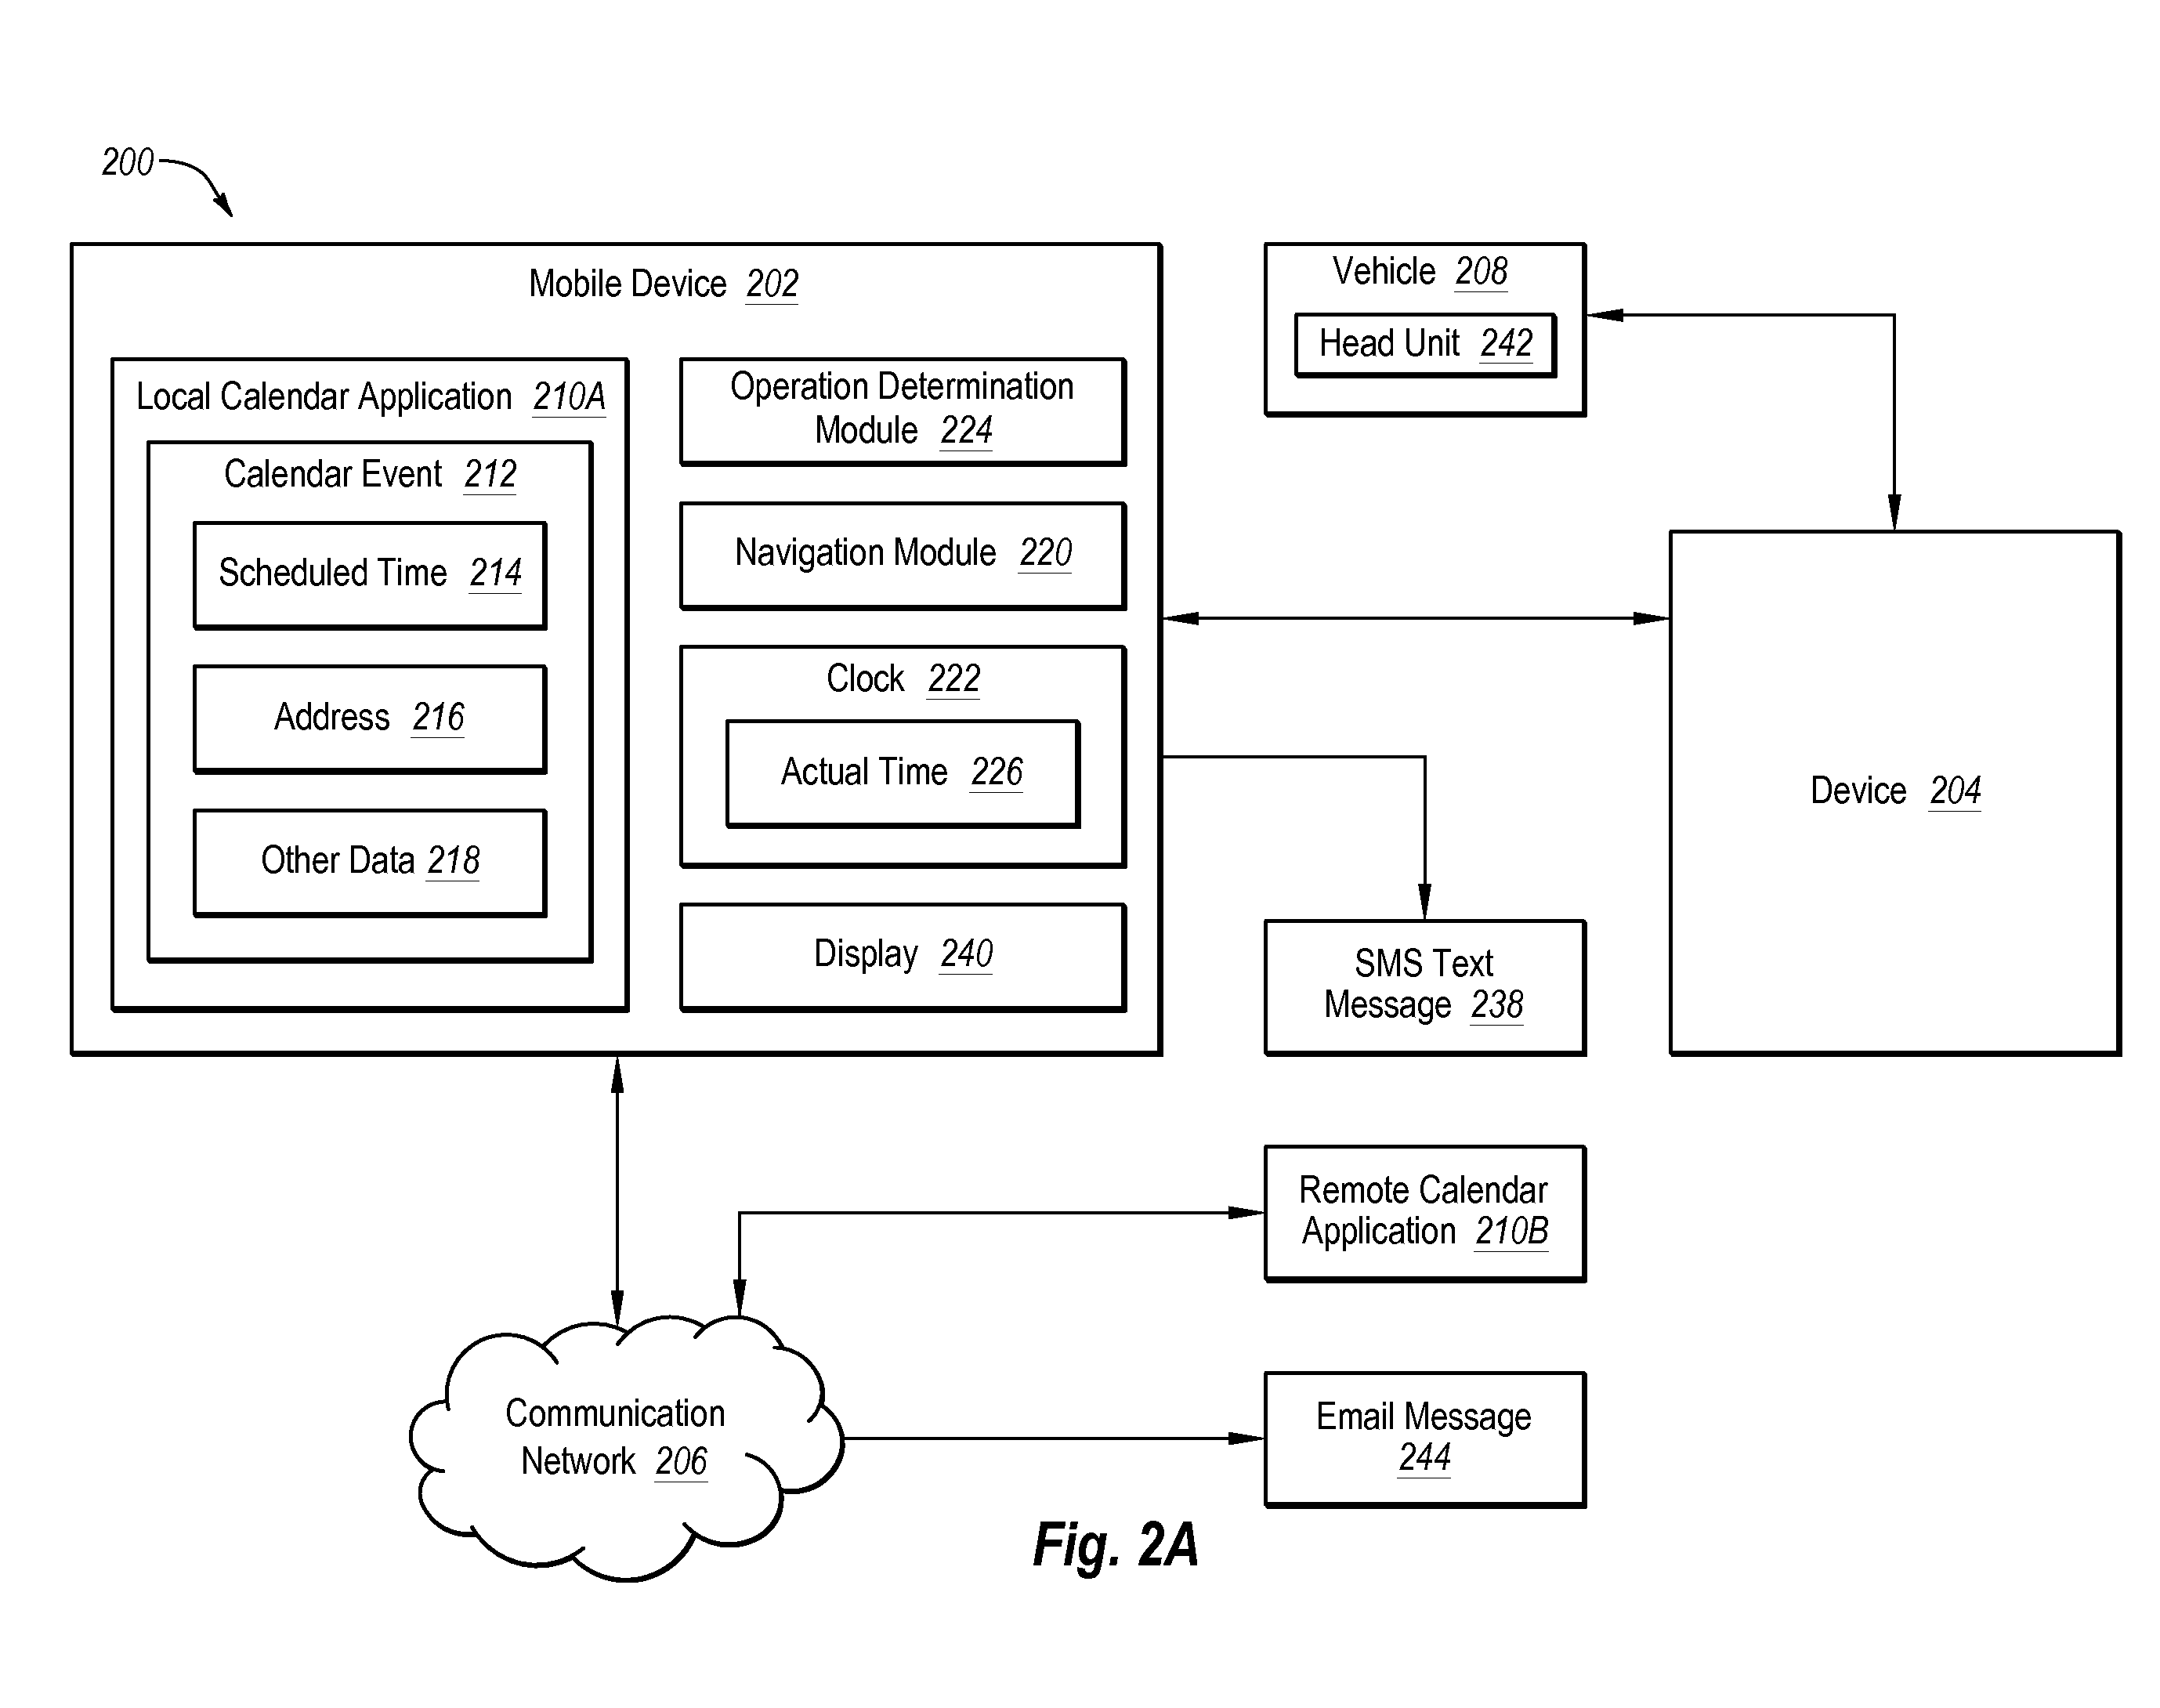 200
Mobile Device 202
Local Calendar Application 210A
Calendar Event 212
Scheduled Time 214
Address 216
Other Data 218
Operation Determination
Module 224
Navigation Module 220
Clock 222
Actual Time 226
Display 240
Vehicle 208
Head Unit 242
Device 204
SMS Text
Message 238
Remote Calendar
Application 210B
Communication
Network 206
Email Message
244
Fig. 2A